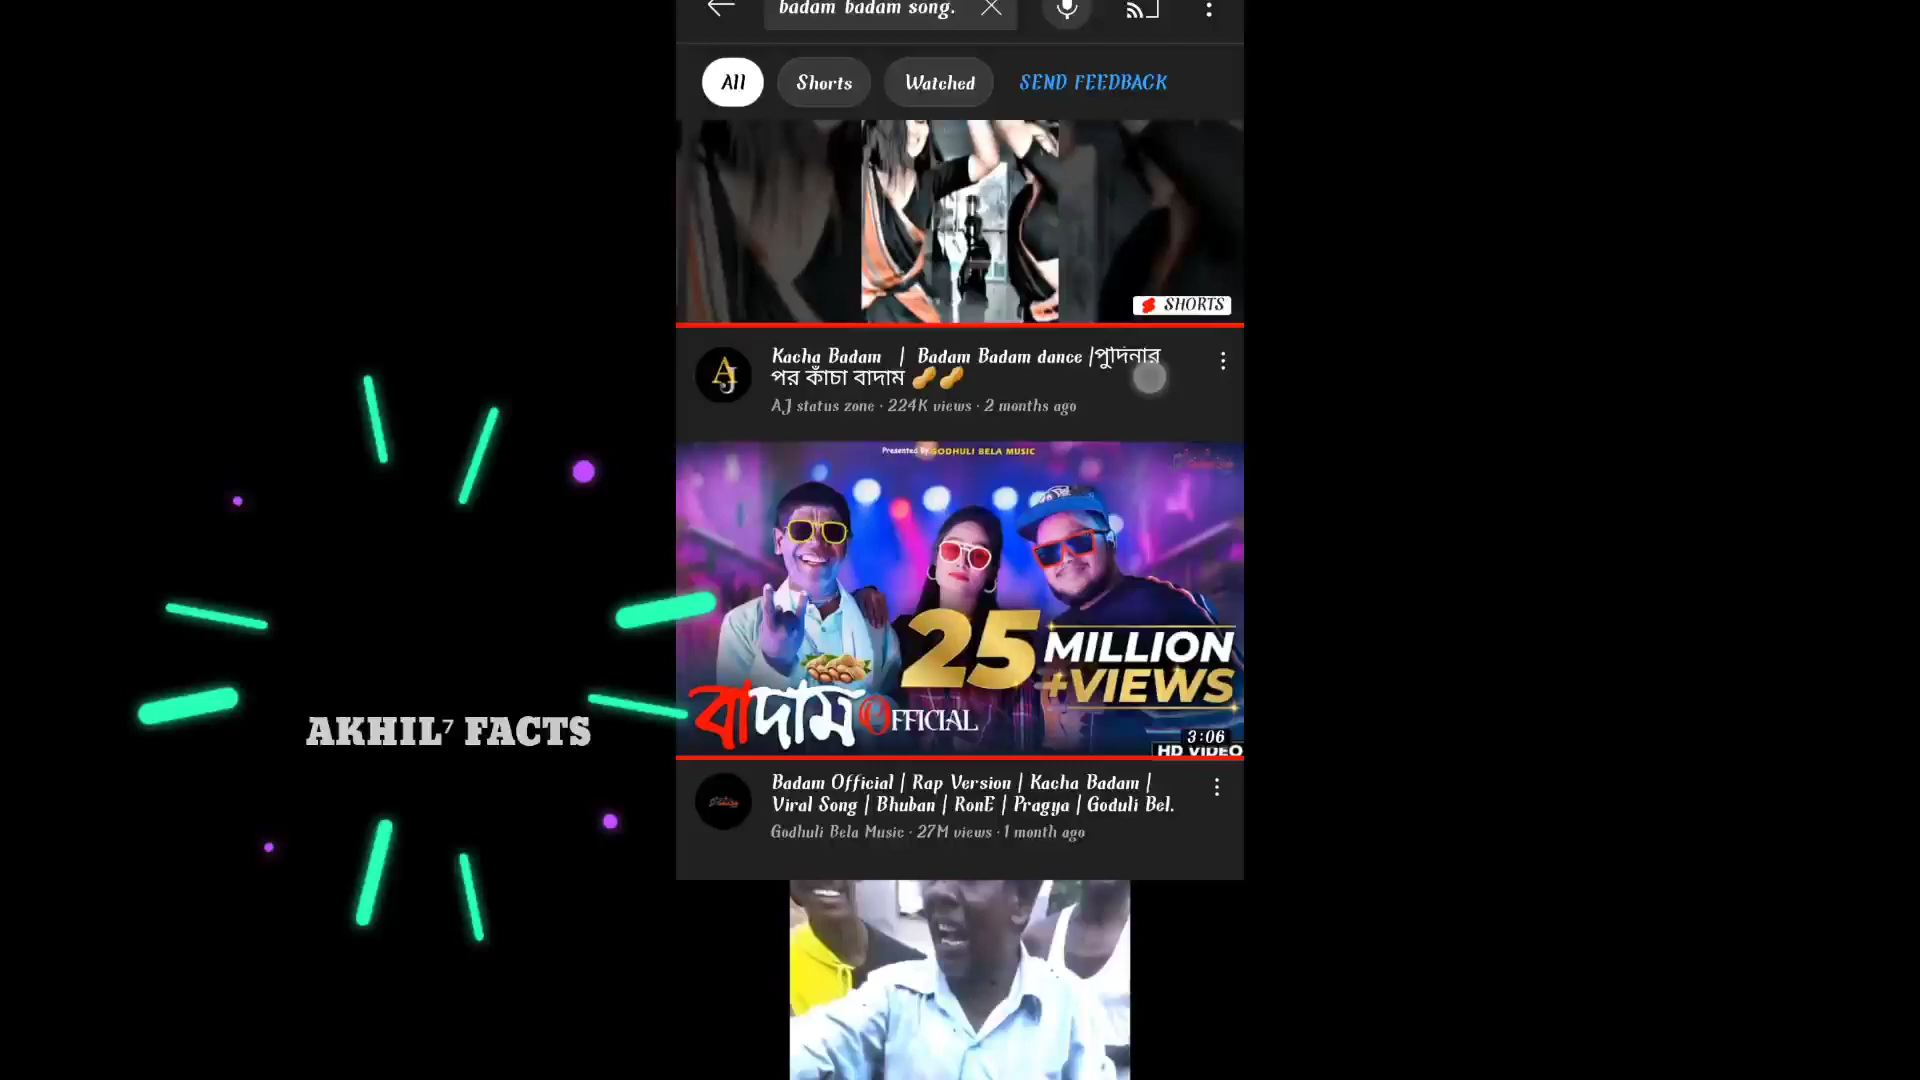 badam badam song.
All
Shorts
Watched
SEND FEEDBACK
SHORTS
AJ
Kacha Badam | Badam Badam dance |পুদিনার
পর কাঁচা বাদাম 🥜🥜
AJ status zone · 224K views · 2 months ago
Presented By GODHULI BELA MUSIC
25 MILLION
+VIEWS
বাদাম OFFICIAL
3:06
HD VIDEO
Badam Official | Rap Version | Kacha Badam |
Viral Song | Bhuban | RonE | Pragya | Goduli Bel.
Godhuli Bela Music · 27M views · 1 month ago
AKHIL⁷ FACTS